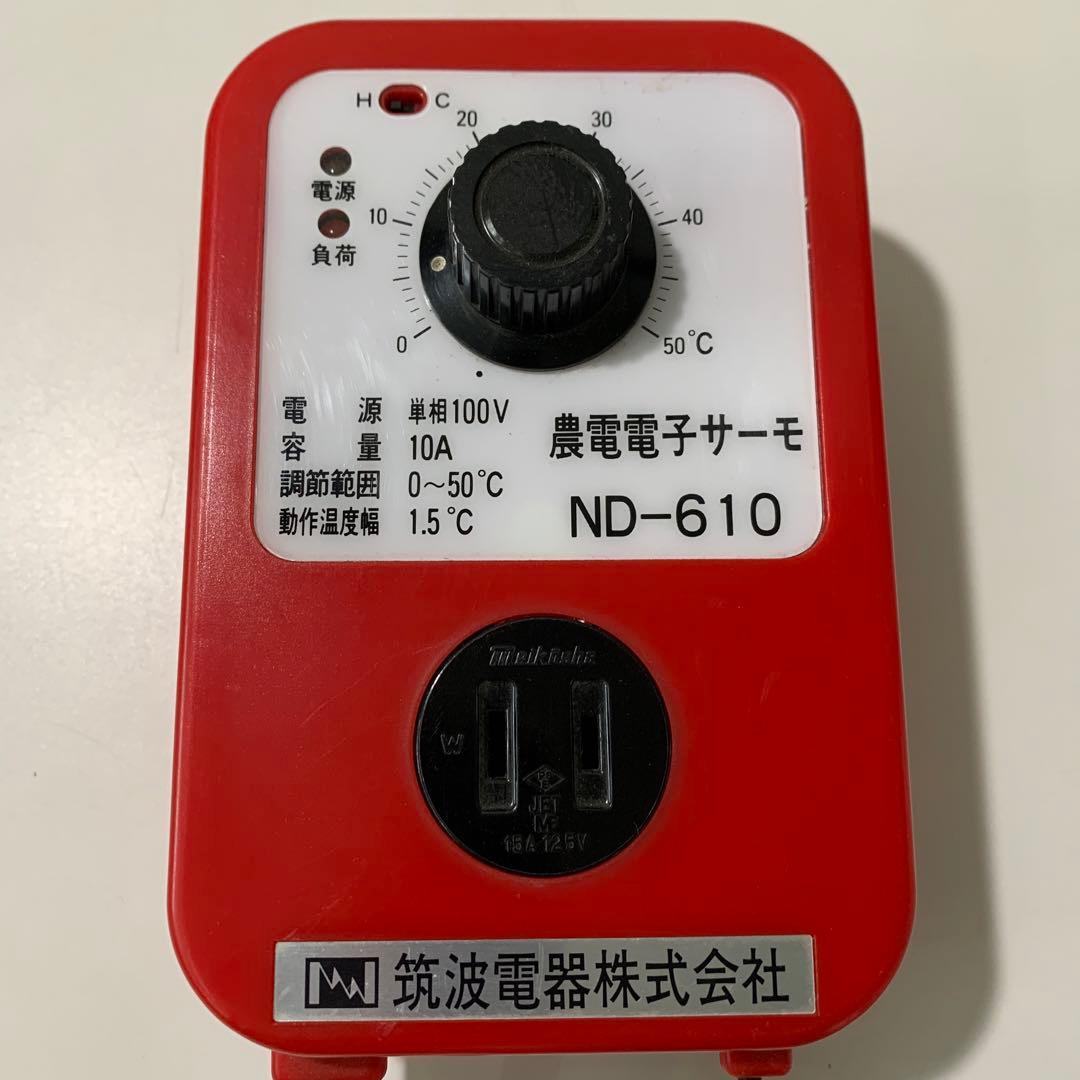 H C
20 30
電源
10 40
負荷
0 50℃
電源 単相100V
容量 10A
調節範囲 0～50℃
動作温度幅 1.5℃
農電電子サーモ
ND-610
Meikosha
W
PS
E
JET
15A 125V
筑波電器株式会社